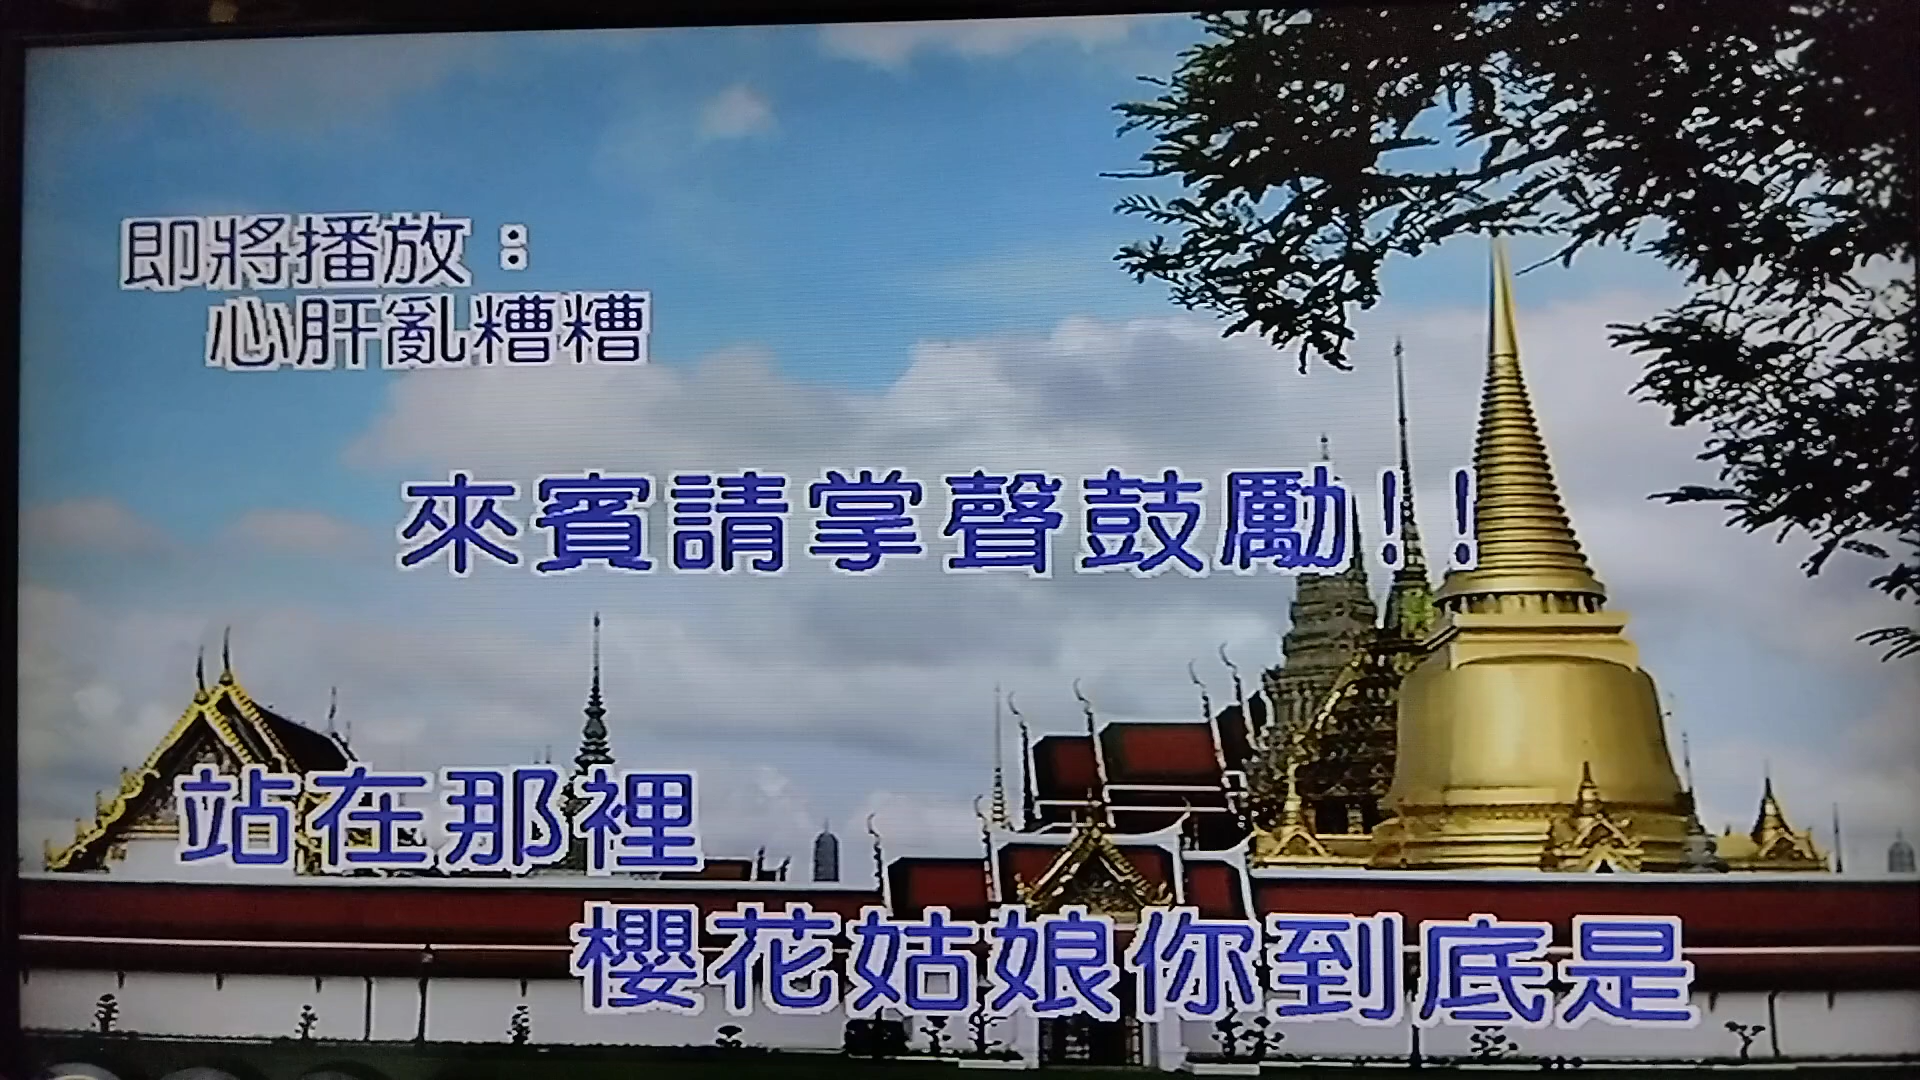 即將播放：
心肝亂糟糟
來賓請掌聲鼓勵!!
站在那裡
櫻花姑娘你到底是